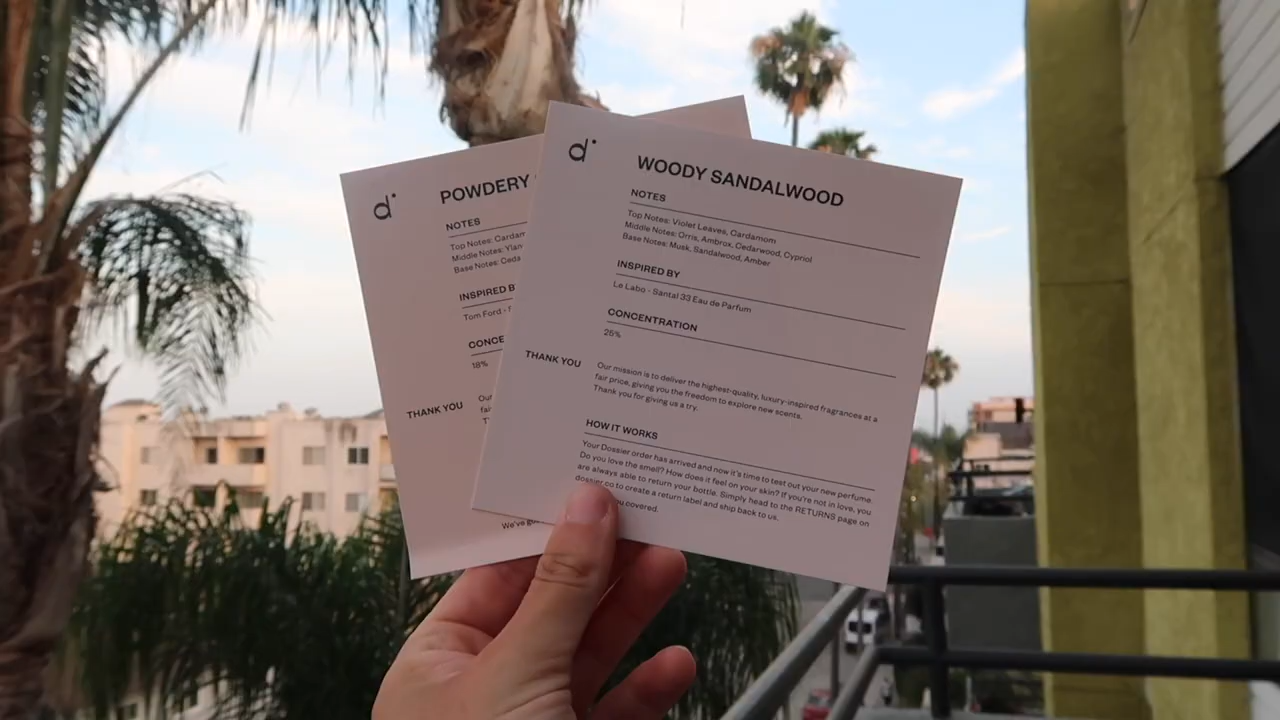 d·
POWDERY
NOTES
Top Notes:
Middle Notes:
Base Notes:
INSPIRED
Tom Ford -
18%
THANK YOU
We've
d·
WOODY SANDALWOOD
NOTES
Top Notes: Violet Leaves, Cardamom
Middle Notes: Orris, Ambrox, Cedarwood, Cypriol
Base Notes: Musk, Sandalwood, Amber
INSPIRED BY
Le Labo - Santal 33 Eau de Parfum
CONCENTRATION
25%
THANK YOU
Our mission is to deliver the highest-quality, luxury-inspired fragrances at a
fair price, giving you the freedom to explore new scents.
Thank you for giving us a try.
HOW IT WORKS
Your Dossier order has arrived and now it's time to test out your new perfume.
Do you love the smell? How does it feel on your skin? If you're not in love, you
are always able to return your bottle. Simply head to the RETURNS page on
dossier.co to create a return label and ship back to us.
covered.